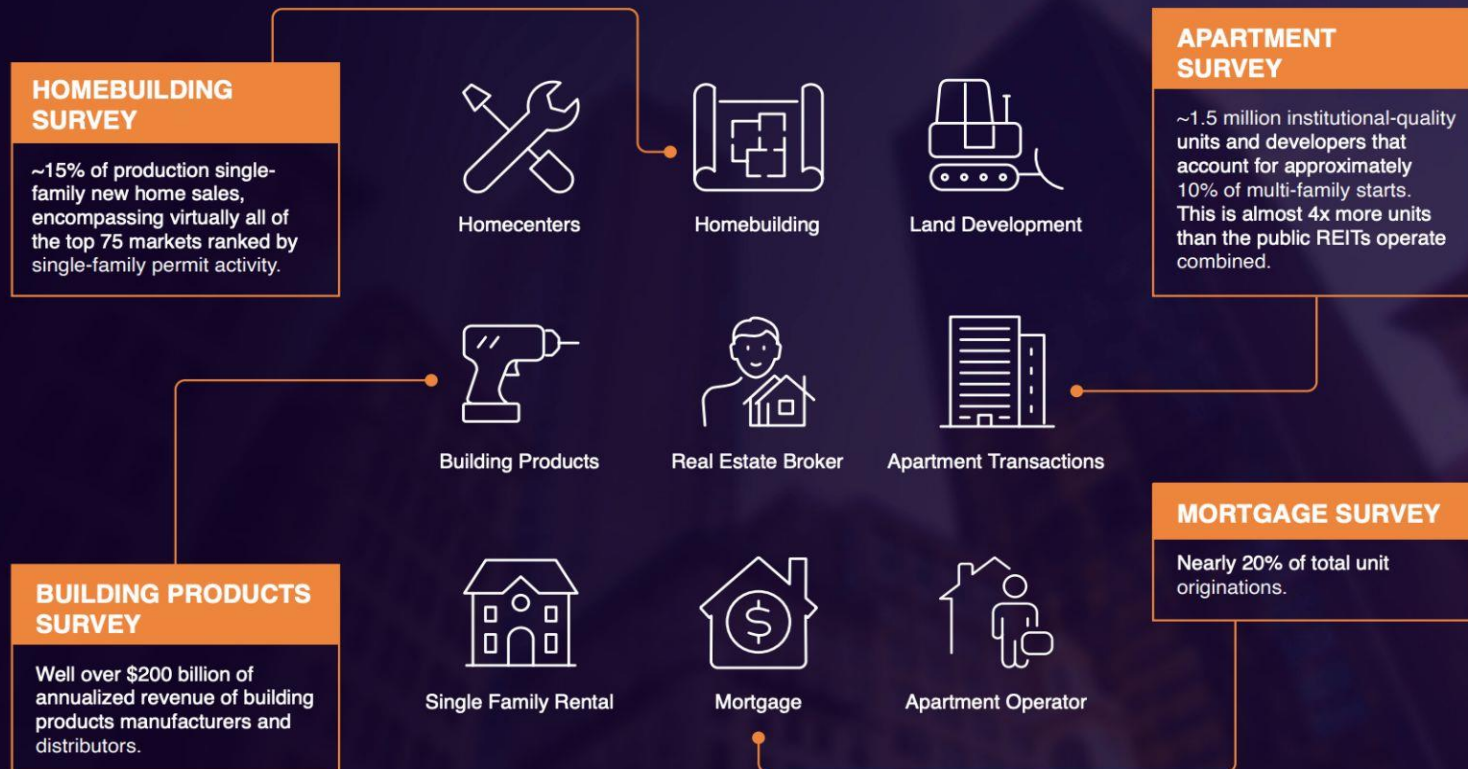 HOMEBUILDING
SURVEY
~15% of production single-
family new home sales,
encompassing virtually all of
the top 75 markets ranked by
single-family permit activity.
Homecenters
Homebuilding
Land Development
APARTMENT
SURVEY
~1.5 million institutional-quality
units and developers that
account for approximately
10% of multi-family starts.
This is almost 4x more units
than the public REITs operate
combined.
Building Products
Real Estate Broker
Apartment Transactions
BUILDING PRODUCTS
SURVEY
Well over $200 billion of
annualized revenue of building
products manufacturers and
distributors.
Single Family Rental
$
Mortgage
Apartment Operator
MORTGAGE SURVEY
Nearly 20% of total unit
originations.